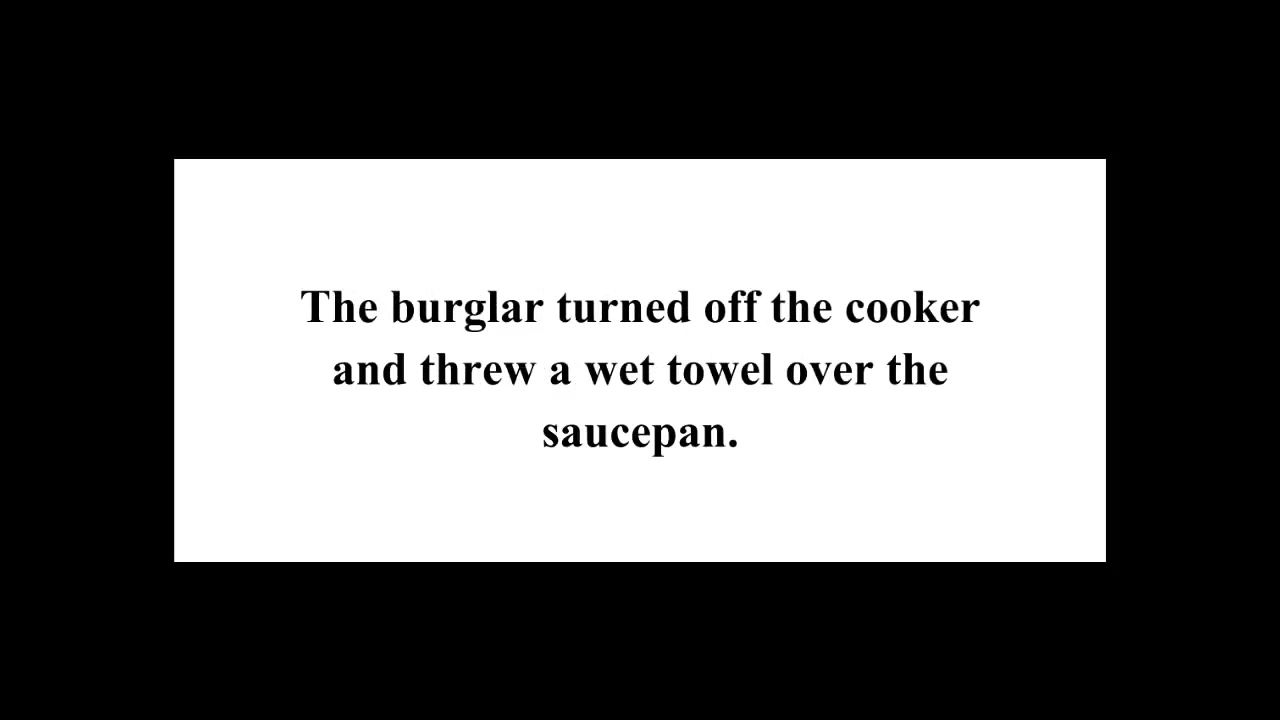 The burglar turned off the cooker
and threw a wet towel over the
saucepan.